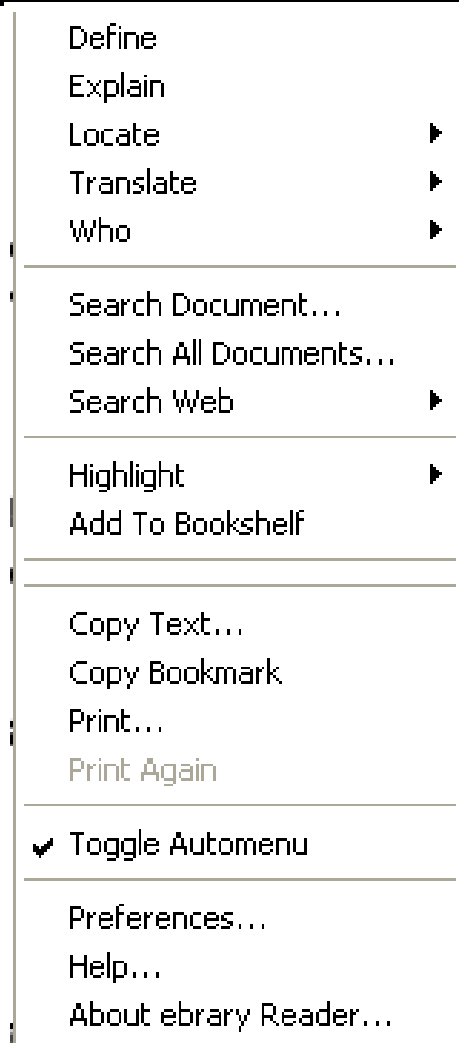 Define
Explain
Locate
Translate
Who
Search Document...
Search All Documents...
Search Web
Highlight
Add To Bookshelf
Copy Text...
Copy Bookmark
Print...
Print Again
Toggle Automenu
Preferences...
Help...
About ebrary Reader...